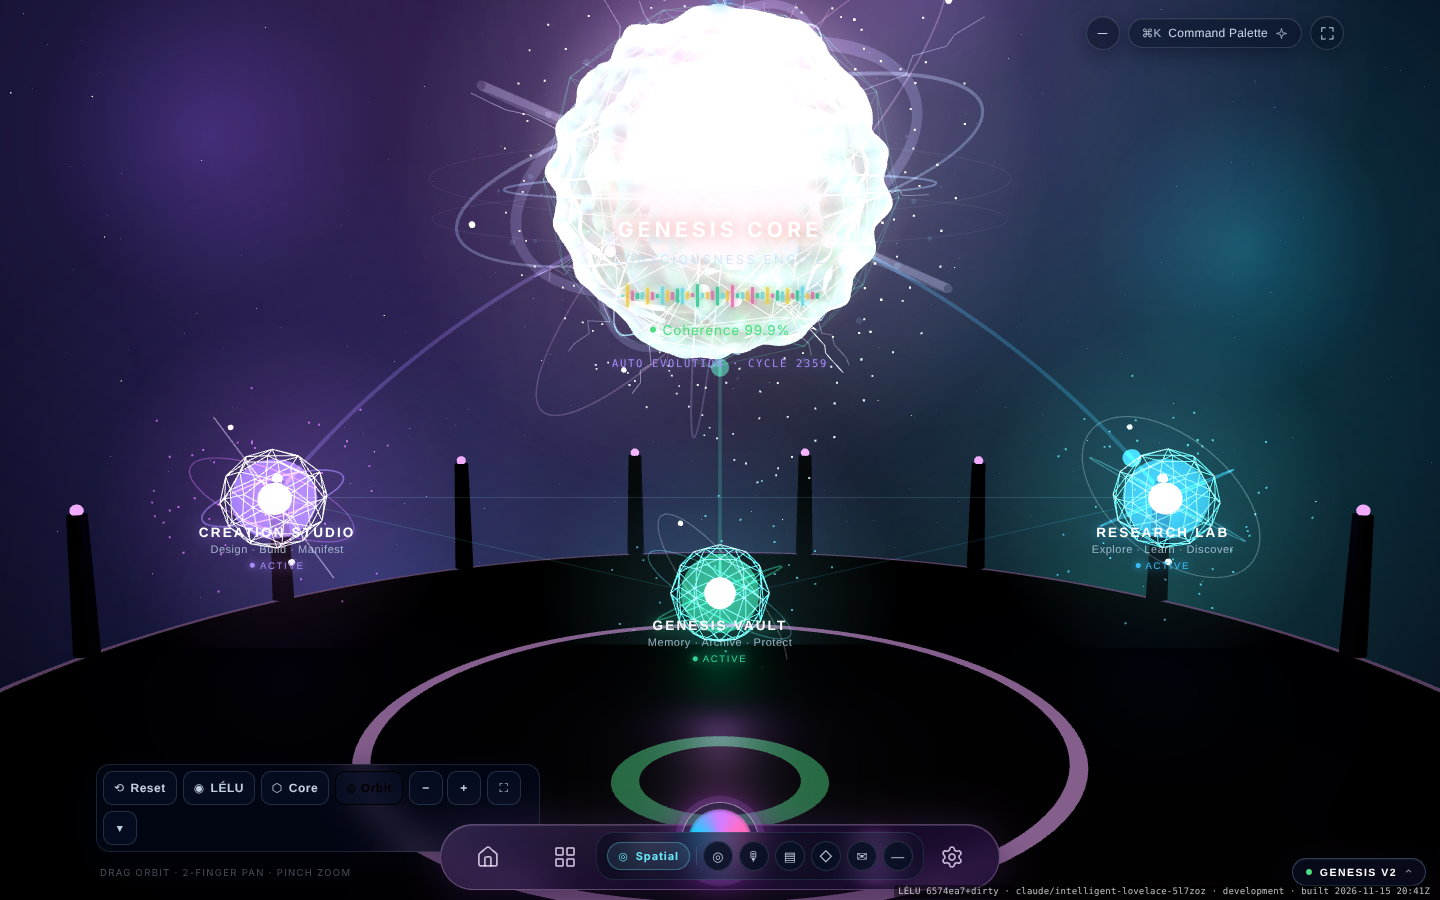 ⌘K Command Palette
GENESIS CORE
Coherence 99.9%
AUTO EVOLUTION · CYCLE 2359
CREATION STUDIO
Design · Build · Manifest
ACTIVE
RESEARCH LAB
Explore · Learn · Discover
ACTIVE
GENESIS VAULT
Memory · Archive · Protect
ACTIVE
Reset
LÉLU
Core
Orbit
Spatial
DRAG ORBIT · 2-FINGER PAN · PINCH ZOOM
GENESIS V2
LÉLU 6574ea7+dirty · claude/intelligent-lovelace-5l7zoz · development · built 2026-11-15 20:41Z